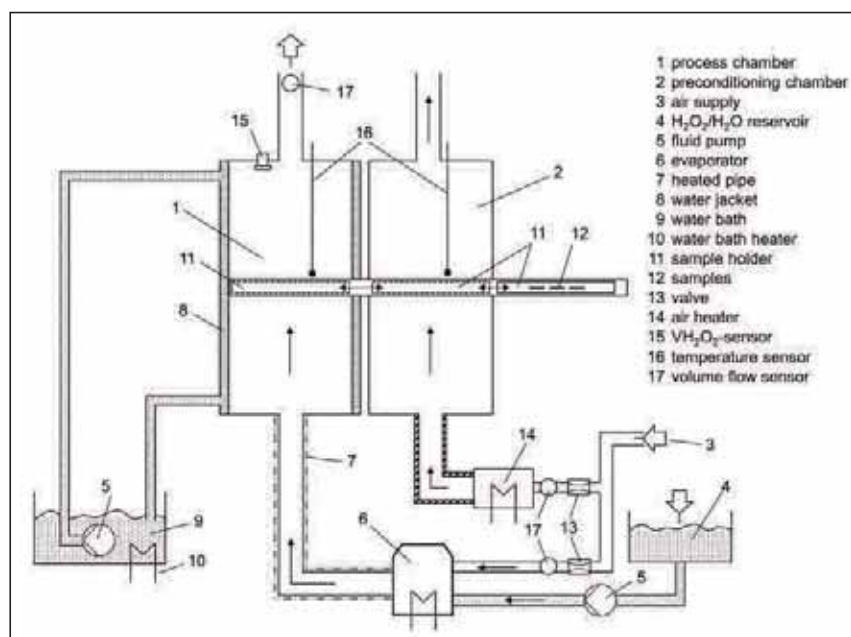 17
15
16
2
1
11
11
12
8
7
14
3
5
9
10
6
17
13
4
5
1 process chamber
2 preconditioning chamber
3 air supply
4 H₂O₂/H₂O reservoir
5 fluid pump
6 evaporator
7 heated pipe
8 water jacket
9 water bath
10 water bath heater
11 sample holder
12 samples
13 valve
14 air heater
15 VH₂O₂-sensor
16 temperature sensor
17 volume flow sensor